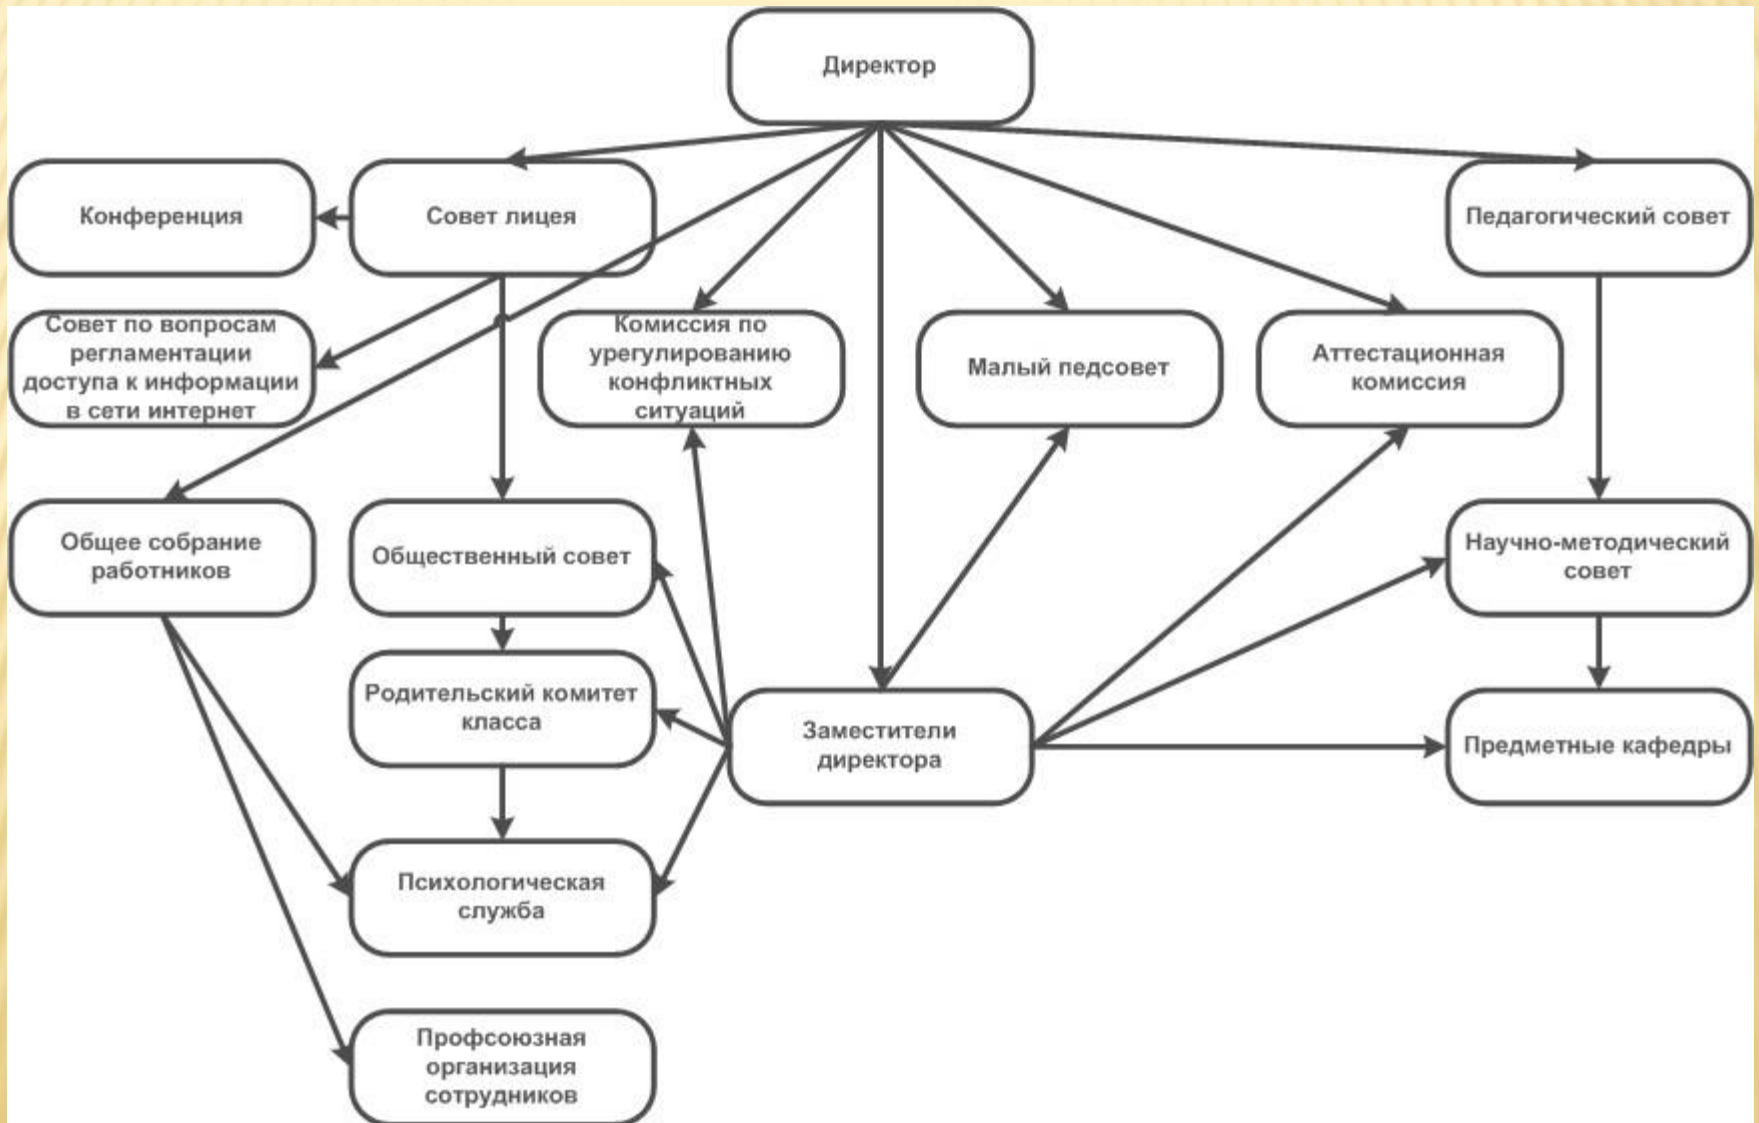 Директор
Конференция
Совет лицея
Педагогический совет
Совет по вопросам
регламентации
доступа к информации
в сети интернет
Комиссия по
урегулированию
конфликтных
ситуаций
Малый педсовет
Аттестационная
комиссия
Общее собрание
работников
Общественный совет
Научно-методический
совет
Родительский комитет
класса
Заместители
директора
Предметные кафедры
Психологическая
служба
Профсоюзная
организация
сотрудников